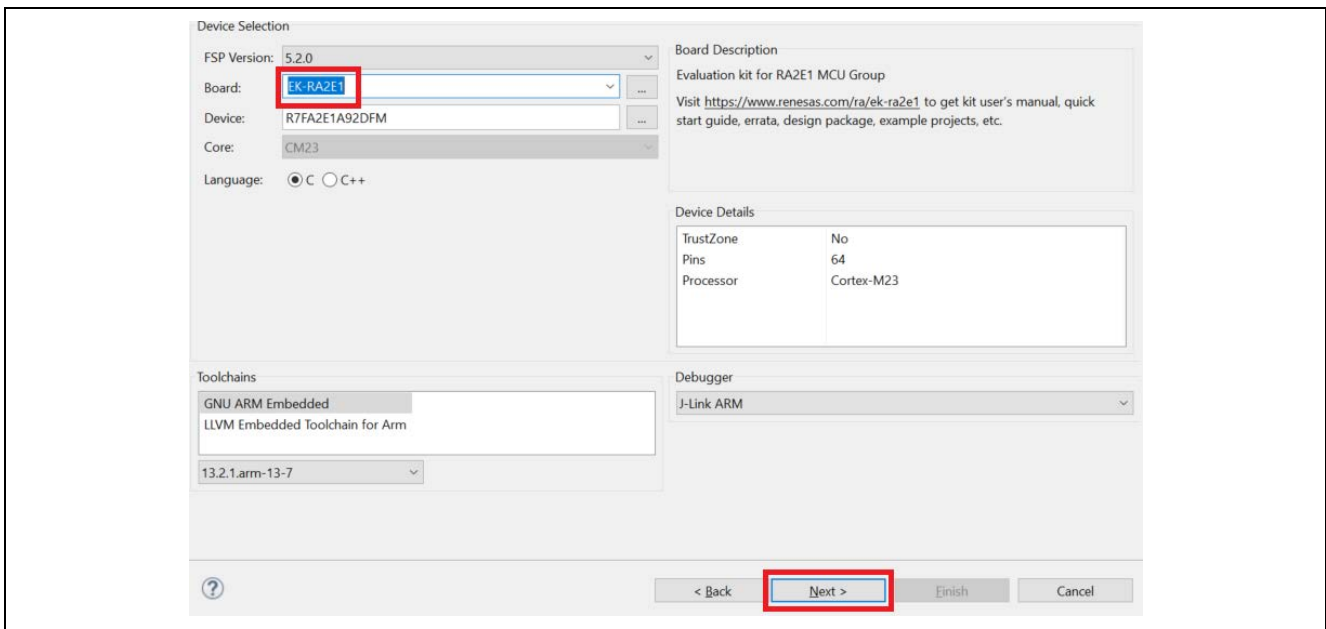 Device Selection
FSP Version: 5.2.0
Board: EK-RA2E1 ...
Device: R7FA2E1A92DFM ...
Core: CM23
Language: C C++
Board Description
Evaluation kit for RA2E1 MCU Group
Visit https://www.renesas.com/ra/ek-ra2e1 to get kit user's manual, quick
start guide, errata, design package, example projects, etc.
Device Details
TrustZone No
Pins 64
Processor Cortex-M23
Toolchains
GNU ARM Embedded
LLVM Embedded Toolchain for Arm
13.2.1.arm-13-7
Debugger
J-Link ARM
? < Back Next > Finish Cancel